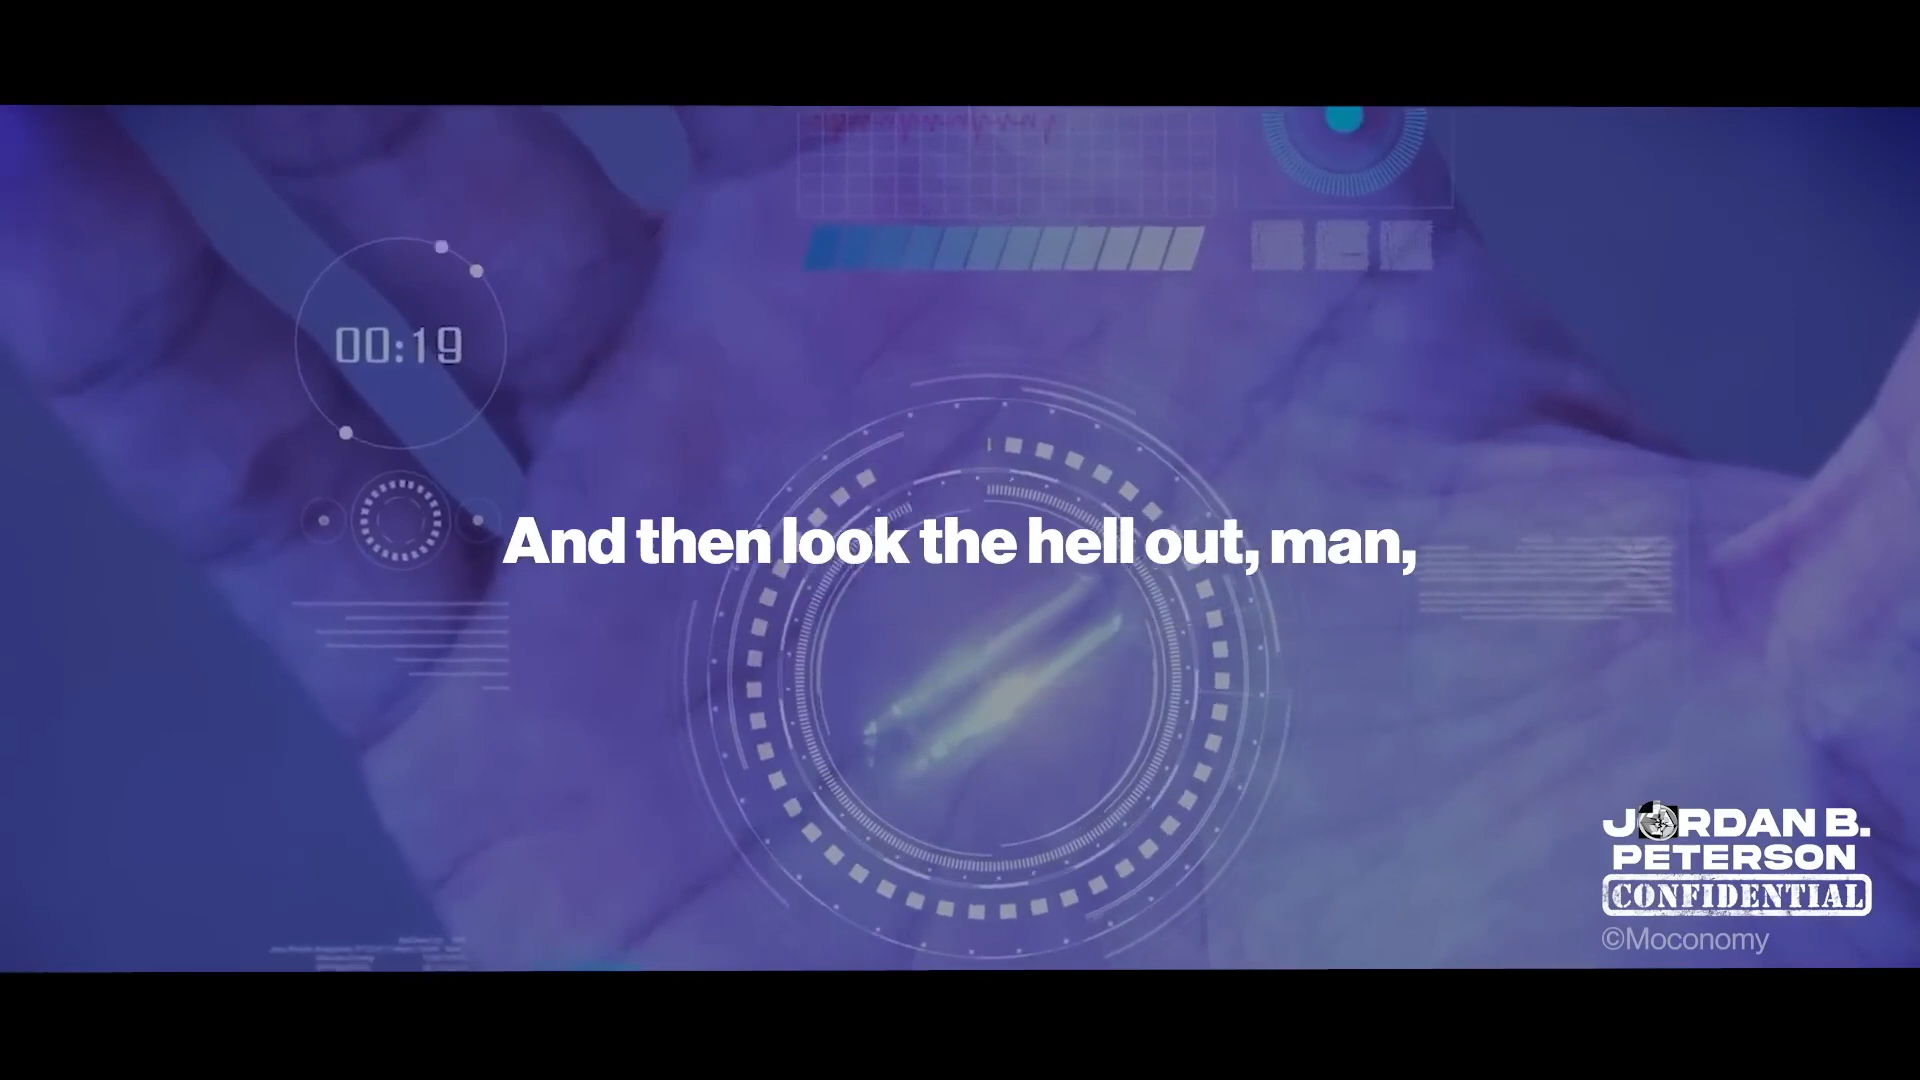 00:19
And then look the hell out, man,
JORDAN B.
PETERSON
CONFIDENTIAL
©Moconomy